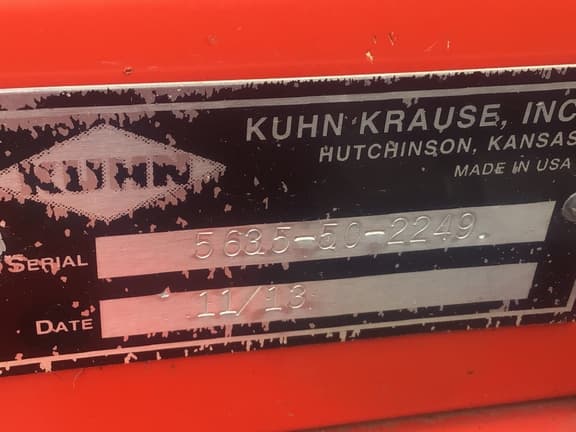 KUHN KRAUSE, INC
HUTCHINSON, KANSAS
MADE IN USA
SERIAL 5635-50-2249.
DATE 11/13